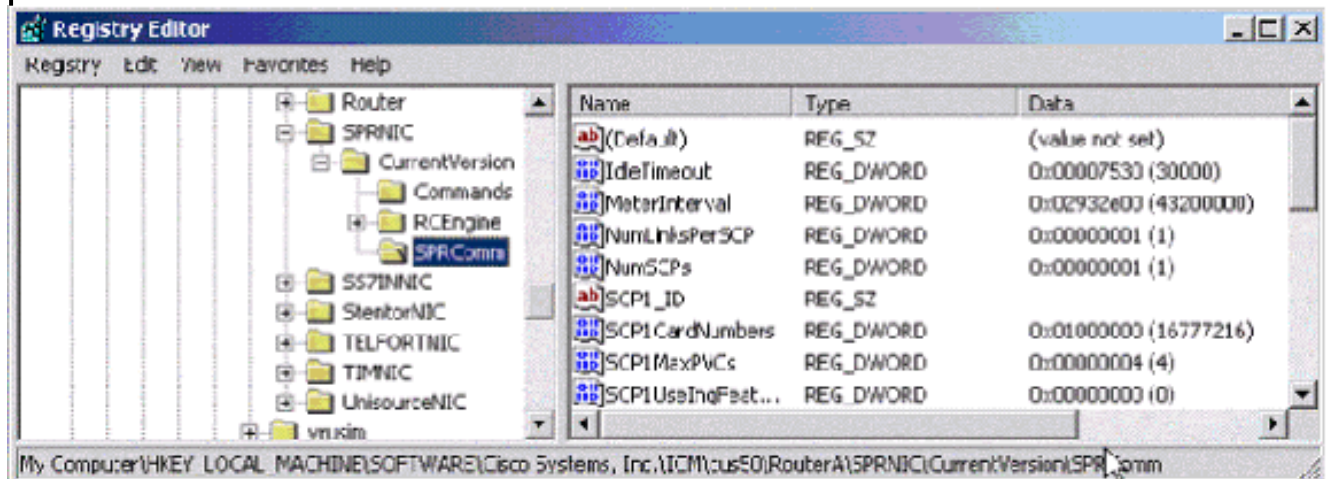 Registry Editor
Registry Edit View Favorites Help
Router
SPRNIC
CurrentVersion
Commands
RCEngine
SPRComm
SS7INNIC
StentorNIC
TELFORTNIC
TIMNIC
UnisourceNIC
vrusim
Name Type Data
(Default) REG_SZ (value not set)
IdleTimeout REG_DWORD 0x00007530 (30000)
MeterInterval REG_DWORD 0x02932e00 (43200000)
NumLinksPerSCP REG_DWORD 0x00000001 (1)
NumSCPs REG_DWORD 0x00000001 (1)
SCP1_ID REG_SZ
SCP1CardNumbers REG_DWORD 0x01000000 (16777216)
SCP1MaxPVCs REG_DWORD 0x00000004 (4)
SCP1UseInqFeat... REG_DWORD 0x00000000 (0)
My Computer\HKEY_LOCAL_MACHINE\SOFTWARE\Cisco Systems, Inc.\ICM\cus50\RouterA\SPRNIC\CurrentVersion\SPRComm